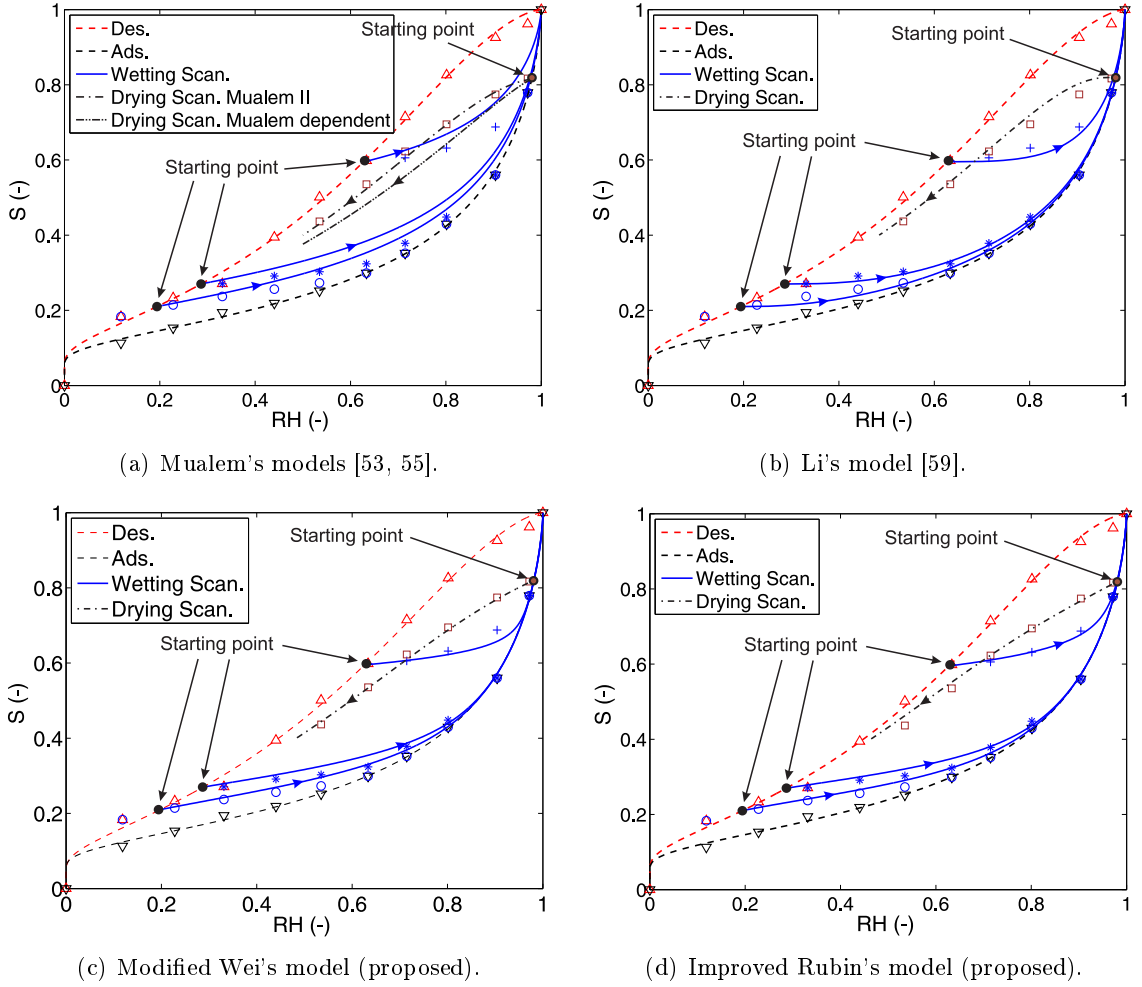 Des.
Ads.
Wetting Scan.
Drying Scan. Mualem II
Drying Scan. Mualem dependent
Starting point
Starting point
S (-)
1
0.8
0.6
0.4
0.2
0
0 0.2 0.4 0.6 0.8 1
RH (-)
(a) Mualem's models [53, 55].
Des.
Ads.
Wetting Scan.
Drying Scan.
Starting point
Starting point
S (-)
1
0.8
0.6
0.4
0.2
0
0 0.2 0.4 0.6 0.8 1
RH (-)
(b) Li's model [59].
Des.
Ads.
Wetting Scan.
Drying Scan.
Starting point
Starting point
S (-)
1
0.8
0.6
0.4
0.2
0
0 0.2 0.4 0.6 0.8 1
RH (-)
(c) Modified Wei's model (proposed).
Des.
Ads.
Wetting Scan.
Drying Scan.
Starting point
Starting point
S (-)
1
0.8
0.6
0.4
0.2
0
0 0.2 0.4 0.6 0.8 1
RH (-)
(d) Improved Rubin's model (proposed).